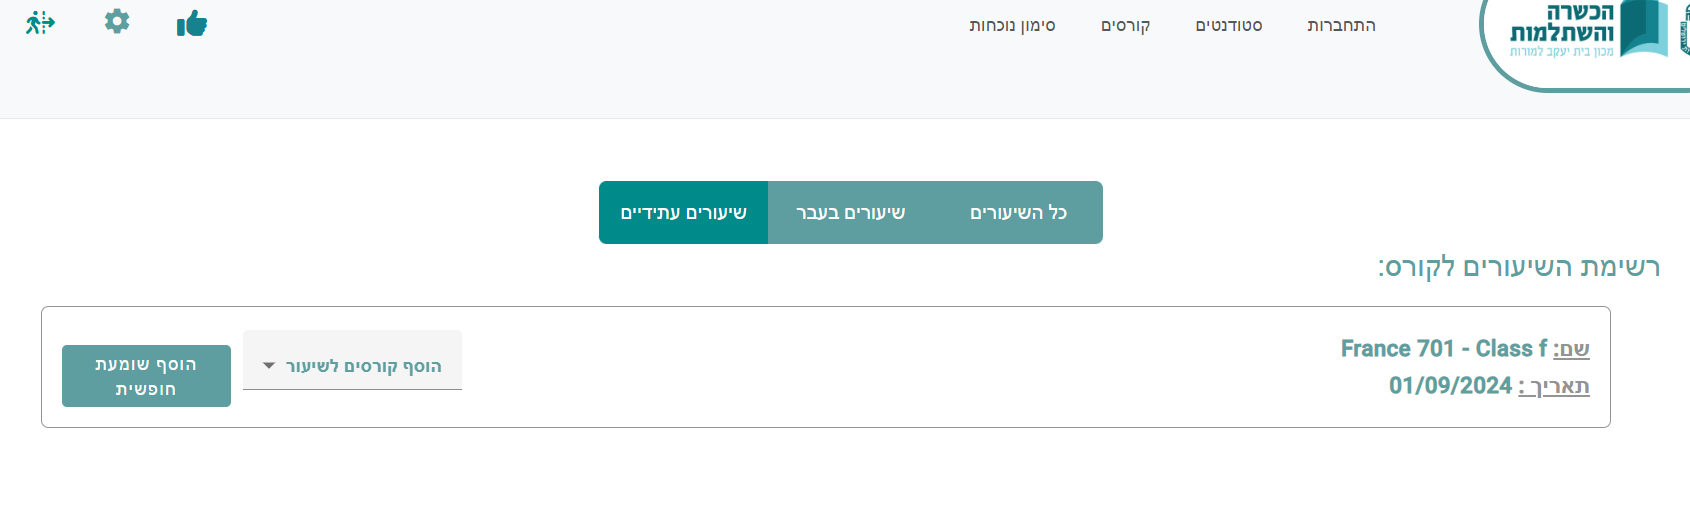 הכשרה
והשתלמות
מכון בית יעקב למורות
התחברות
סטודנטים
קורסים
סימון נוכחות
כל השיעורים
שיעורים בעבר
שיעורים עתידיים
רשימת השיעורים לקורס:
שם: France 701 - Class f
תאריך : 01/09/2024
הוסף קורסים לשיעור
הוסף שומעת
חופשית